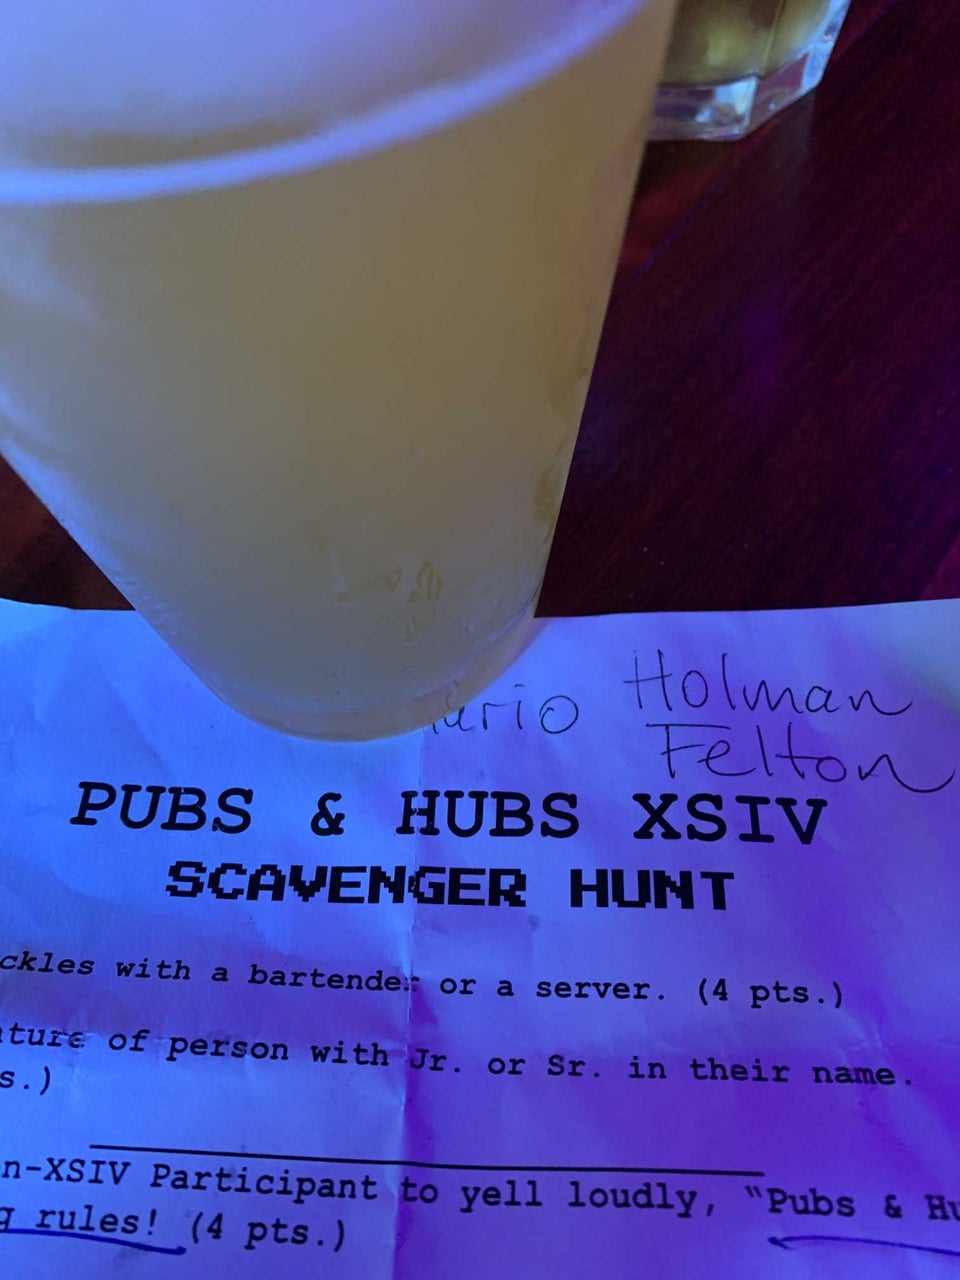 Holman
Felton
PUBS & HUBS XSIV
SCAVENGER HUNT
with a bartender or a server. (4 pts.)
of person with Jr. or Sr. in their name.
XSIV Participant to yell loudly, "Pubs &
rules! (4 pts.)